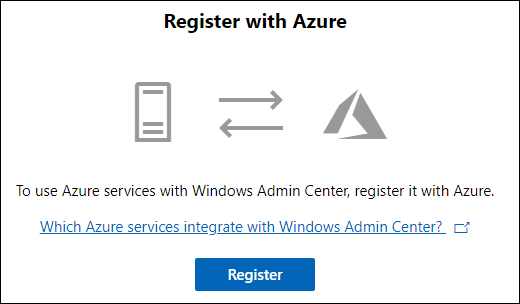 Register with Azure
To use Azure services with Windows Admin Center, register it with Azure.
Which Azure services integrate with Windows Admin Center?
Register